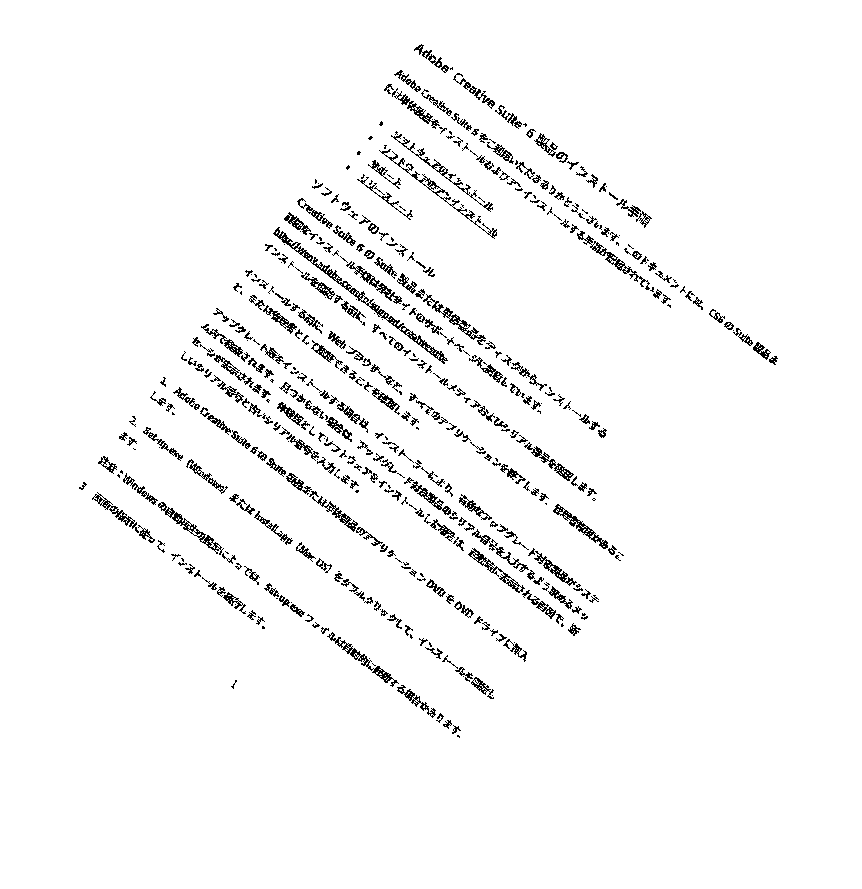 Adobe® Creative Suite® 6 製品のインストール手順
Adobe Creative Suite 6 をご利用いただきありがとうございます。このドキュメントには、CS6 の Suite 製品ま
たは単体製品をインストールおよびアンインストールする手順が記載されています。
• ソフトウェアのインストール
• ソフトウェアのアンインストール
• サポート
• リリースノート
ソフトウェアのインストール
Creative Suite 6 の Suite 製品または単体製品をディスクからインストールする
詳細なインストール手順は弊社サイトのサポートページに掲載しています。
インストールを開始する前に、すべてのインストールメディアおよびシリアル番号を確認します。
インストールする前に、Web ブラウザーなど、すべてのアプリケーションを終了します。管理者権限があるこ
と、または管理者として実行できることを確認します。
アップグレード版をインストールする場合は、インストーラーにより、有効なアップグレード対象製品がシステ
ム内で検索されます。見つからない場合は、アップグレード対象製品のシリアル番号を入力するよう求めるメッ
セージが表示されます。体験版としてソフトウェアをインストールした場合は、起動時に表示される画面で、新
しいシリアル番号と古いシリアル番号を入力します。
1. Adobe Creative Suite 6 の Suite 製品または単体製品のアプリケーション DVD を DVD ドライブに挿入
します。
2. Set-up.exe（Windows）または Install.app（Mac OS）をダブルクリックして、インストールを開始し
ます。
注意：Windows の自動再生の設定によっては、Set-up.exe ファイルは自動的に起動する場合があります。
3 画面の指示に従って、インストールを実行します。
1